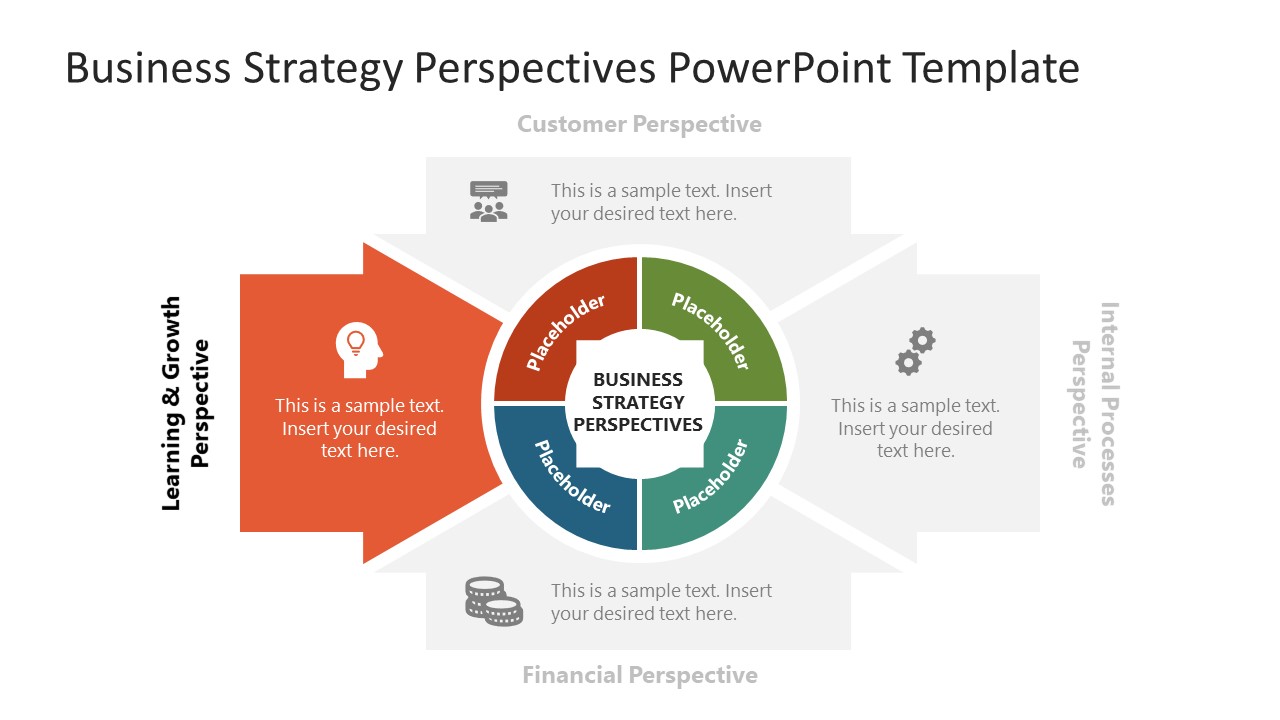 Business Strategy Perspectives PowerPoint Template
Customer Perspective
This is a sample text. Insert
your desired text here.
Learning & Growth
Perspective
This is a sample text.
Insert your desired
text here.
Placeholder
Placeholder
BUSINESS
STRATEGY
PERSPECTIVES
Placeholder
Placeholder
This is a sample text.
Insert your desired
text here.
Internal Processes
Perspective
This is a sample text. Insert
your desired text here.
Financial Perspective